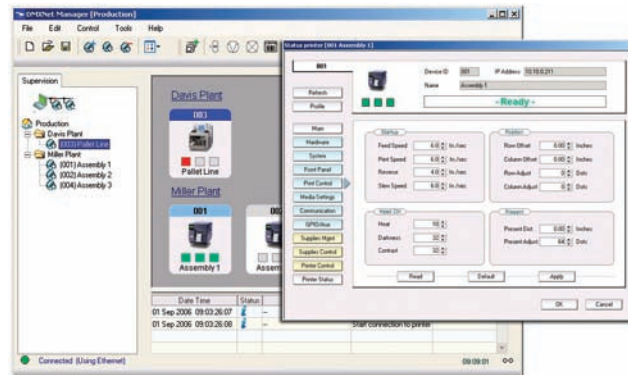 DMXNet Manager [Production]
File Edit Control Tools Help
Supervision
Production
Davis Plant
(003) Pallet Line
Miller Plant
(001) Assembly 1
(002) Assembly 2
(004) Assembly 3
Davis Plant
003
Pallet Line
Miller Plant
001
Assembly 1
00
Assem
Date Time Status
01 Sep 2006 09:03:26:07 --
01 Sep 2006 09:03:26:08 -- Start connection to printer
Connected (Using Ethernet) 09:09:01
Status printer [001 Assembly 1]
001
Device ID 001 IP Address 10.10.0.211
Name Assembly 1
- Ready -
Refresh
Profile
Main
Hardware
System
Front Panel
Print Control
Media Settings
Communication
GPIO/Aux
Supplies Mgmt
Supplies Control
Printer Control
Printer Status
Startup
Feed Speed 6.0 In./sec
Print Speed 6.0 In./sec
Reverse 4.0 In./sec
Slew Speed 6.0 In./sec
Position
Row Offset 0.00 Inches
Column Offset 0.00 Inches
Row Adjust 0 Dots
Column Adjust 0 Dots
Heat 10
Darkness 32
Contrast 32
Present
Present Dist. 0.00 Inches
Present Adjust 64 Dots
Read Default Apply
OK Cancel